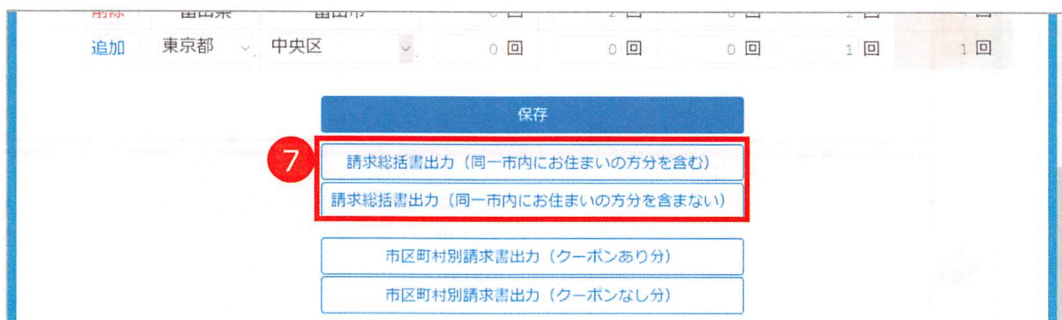 追加 東京都 中央区 0 回 0 回 0 回 1 回 1 回
保存
7
請求総括書出力（同一市内にお住まいの方分を含む）
請求総括書出力（同一市内にお住まいの方分を含まない）
市区町村別請求書出力（クーポンあり分）
市区町村別請求書出力（クーポンなし分）